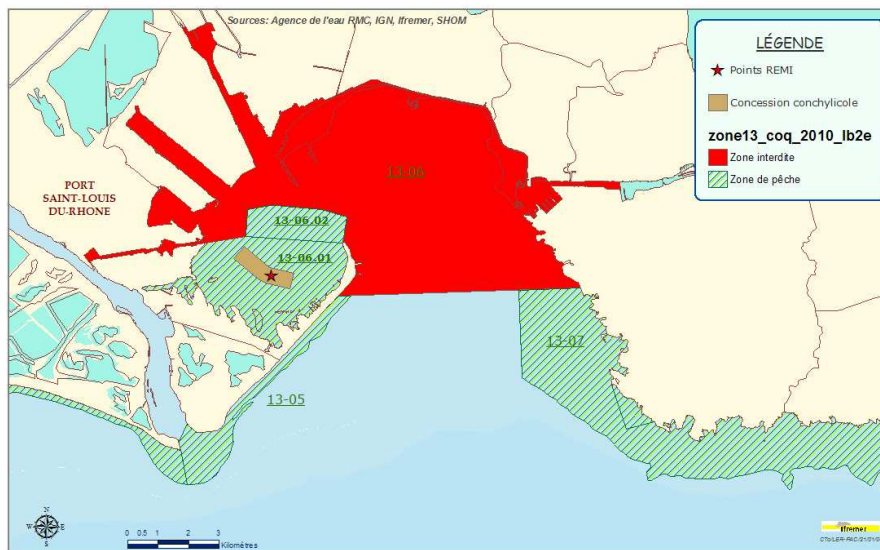 Sources: Agence de l'eau RMC, IGN, Ifremer, SHOM
LÉGENDE
Points REMI
Concession conchylicole
zone13_coq_2010_lb2e
Zone interdite
Zone de pêche
13-06
PORT
SAINT-LOUIS
DU-RHONE
13-06.02
13-06.01
13-07
13-05
N
W E
S
0 0.5 1 2 3
Kilomètres
Ifremer